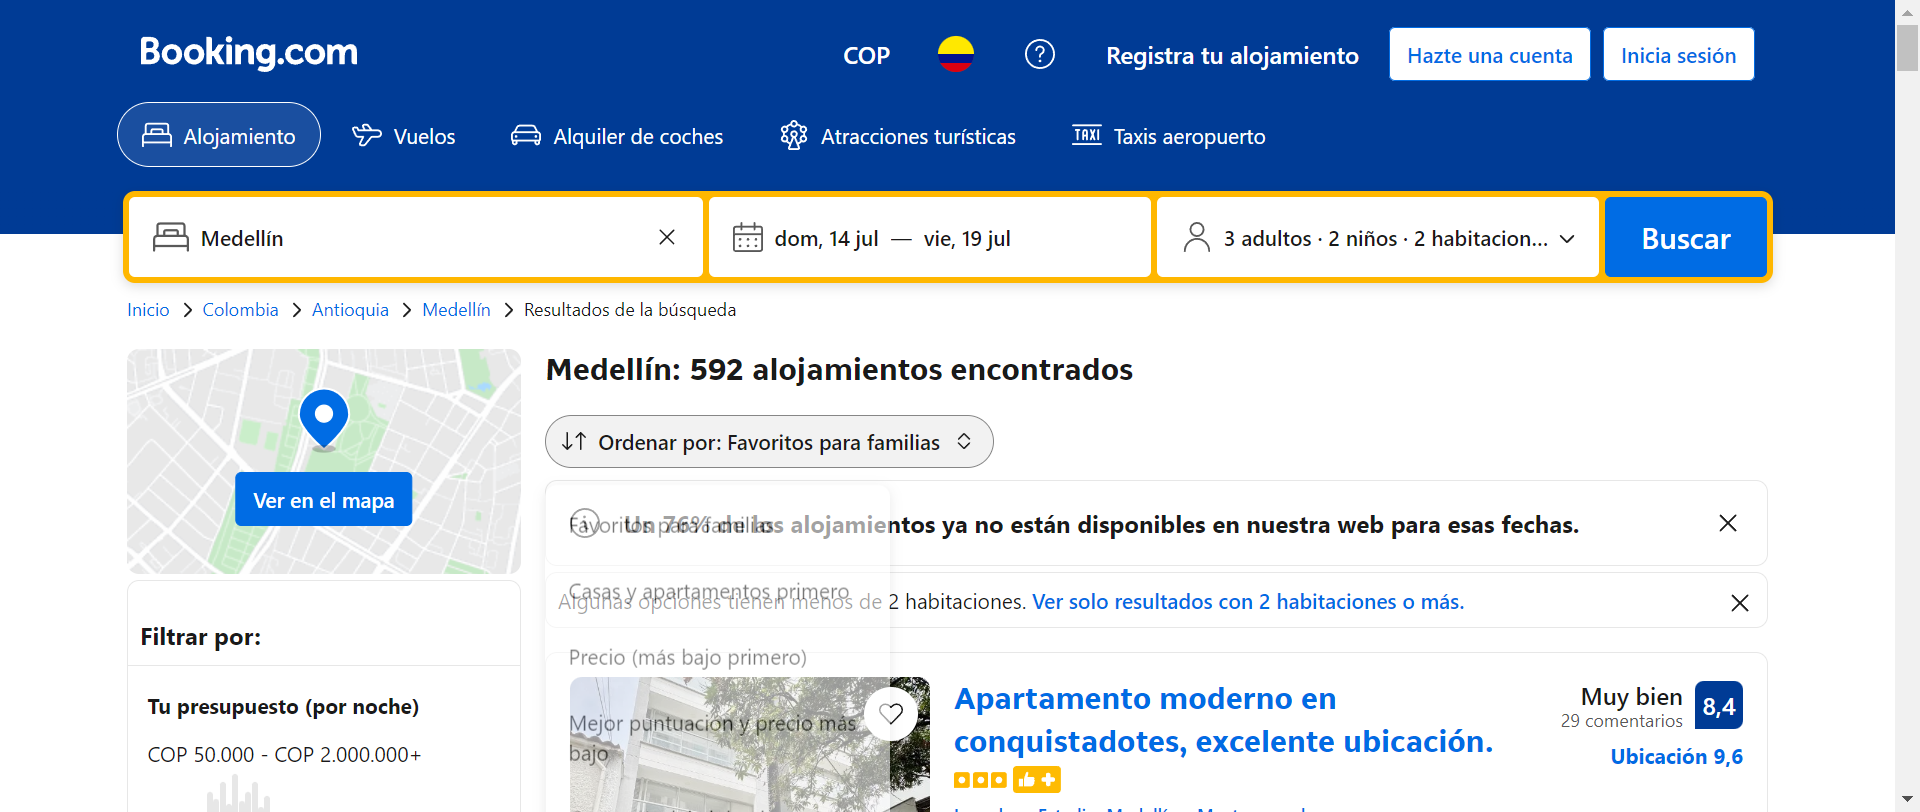 Booking.com
COP
Registra tu alojamiento
Hazte una cuenta
Inicia sesión
Alojamiento
Vuelos
Alquiler de coches
Atracciones turísticas
TAXI Taxis aeropuerto
Medellín
dom, 14 jul — vie, 19 jul
3 adultos · 2 niños · 2 habitacion...
Buscar
Inicio > Colombia > Antioquia > Medellín > Resultados de la búsqueda
Medellín: 592 alojamientos encontrados
Ordenar por: Favoritos para familias
Ver en el mapa
Favoritos para familias
Un 76% de los alojamientos ya no están disponibles en nuestra web para esas fechas.
Casas y apartamentos primero
Algunas opciones tienen menos de 2 habitaciones. Ver solo resultados con 2 habitaciones o más.
Precio (más bajo primero)
Mejor puntuación y precio más
bajo
Filtrar por:
Tu presupuesto (por noche)
COP 50.000 - COP 2.000.000+
Apartamento moderno en
conquistadotes, excelente ubicación.
Muy bien
29 comentarios
8,4
Ubicación 9,6